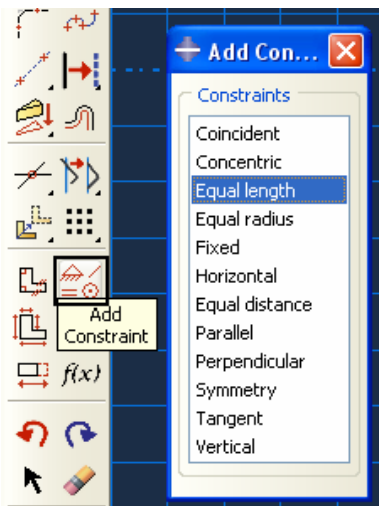 Add Con...
Constraints
Coincident
Concentric
Equal length
Equal radius
Fixed
Horizontal
Equal distance
Parallel
Perpendicular
Symmetry
Tangent
Vertical
Add
Constraint
f(x)